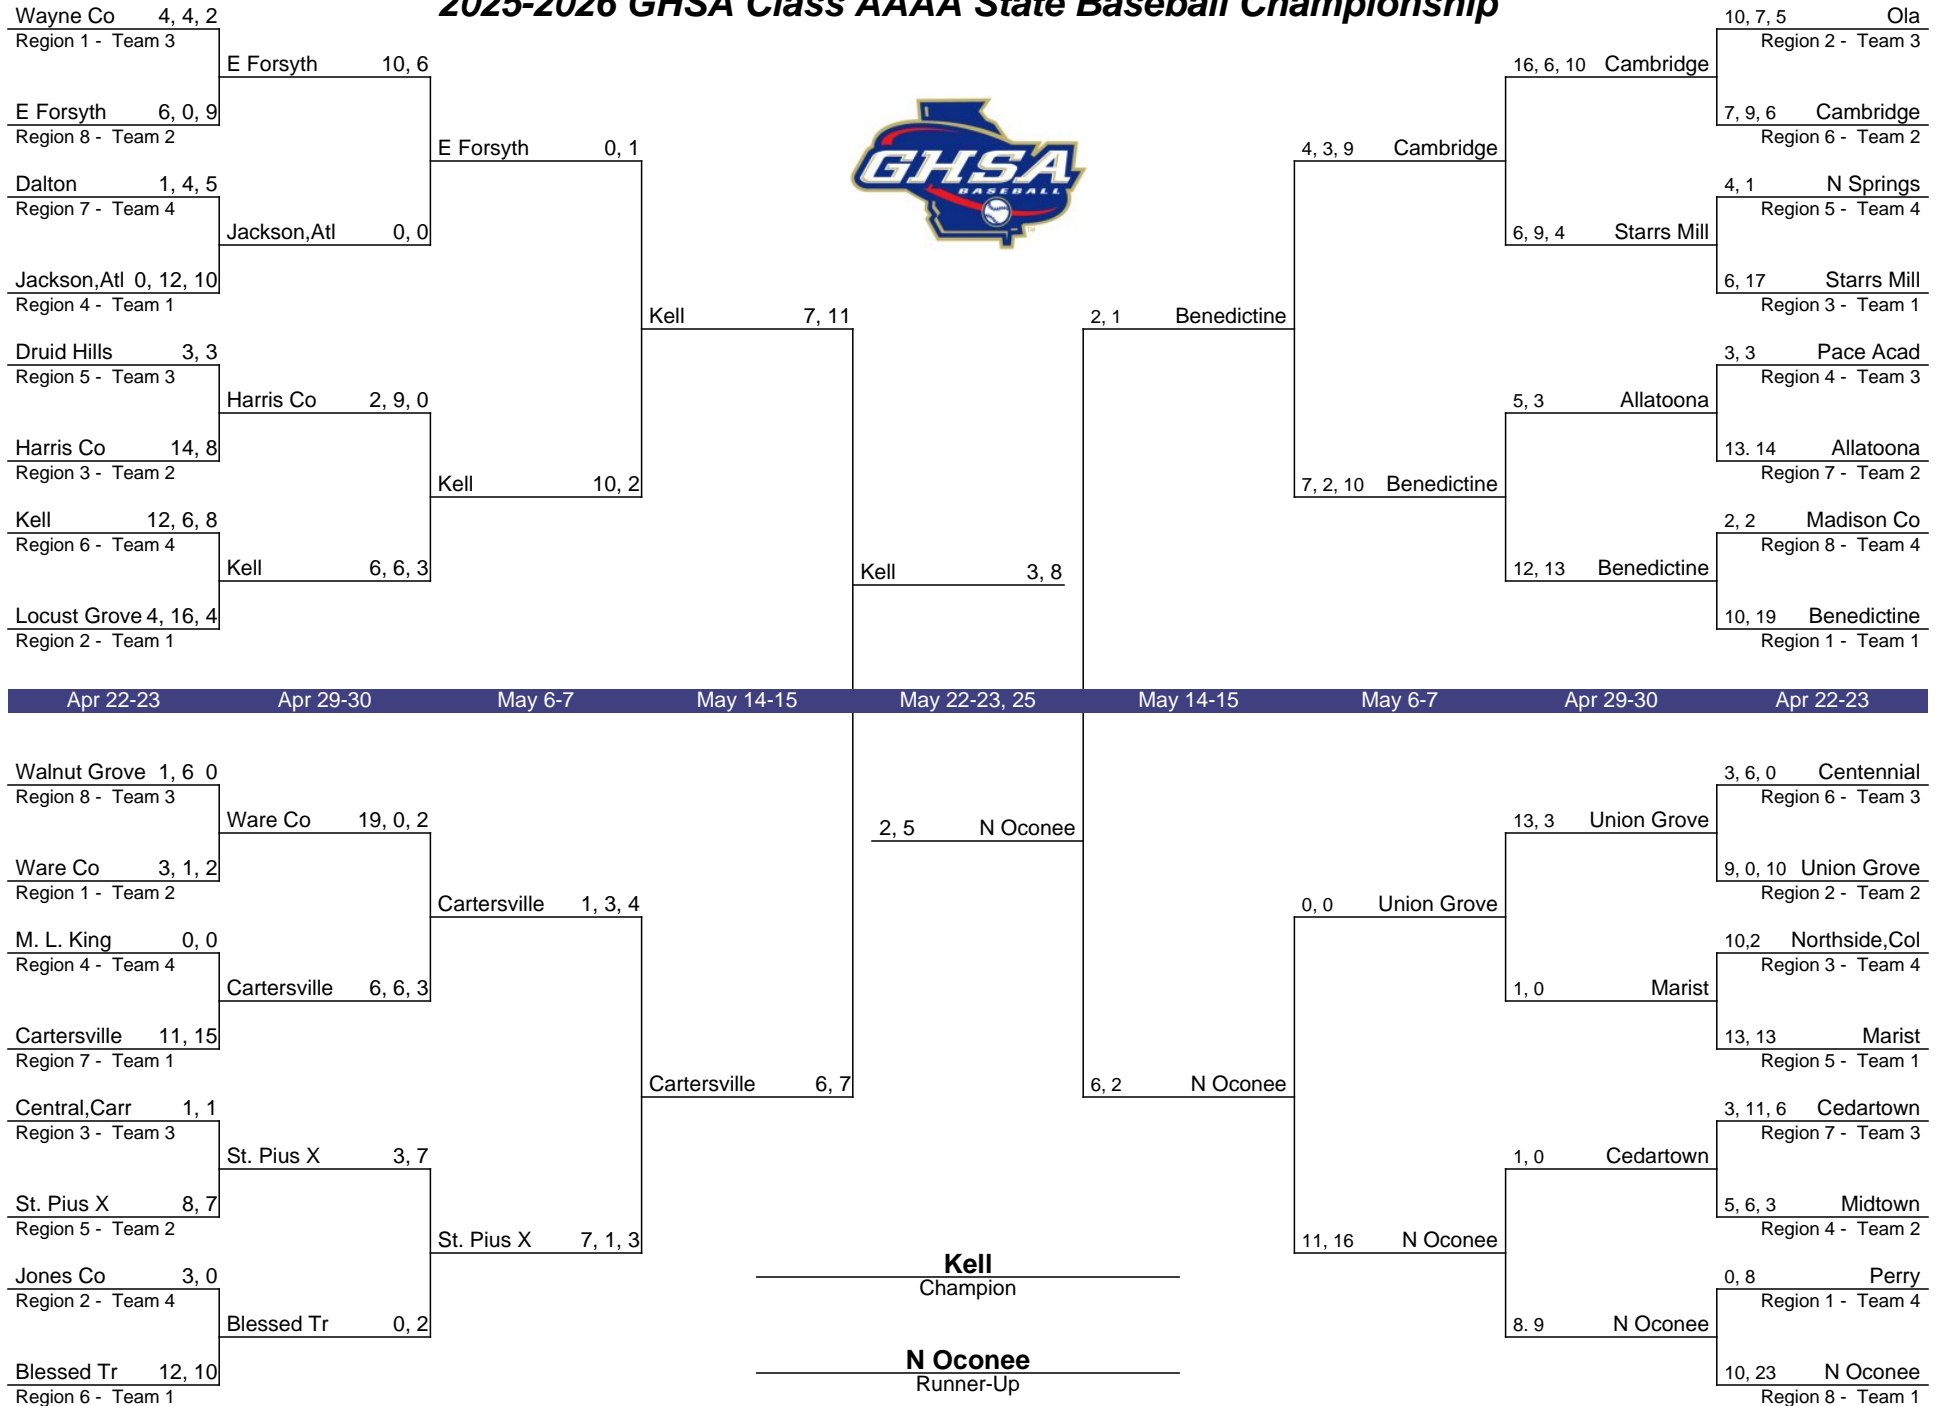 2025-2026 GHSA Class AAAA State Baseball Championship
Wayne Co 4, 4, 2
Region 1 - Team 3
E Forsyth 10, 6
E Forsyth 6, 0, 9
Region 8 - Team 2
E Forsyth 0, 1
Dalton 1, 4, 5
Region 7 - Team 4
Jackson,Atl 0, 0
Jackson,Atl 0, 12, 10
Region 4 - Team 1
Kell 7, 11
Druid Hills 3, 3
Region 5 - Team 3
Harris Co 2, 9, 0
Harris Co 14, 8
Region 3 - Team 2
Kell 10, 2
Kell 12, 6, 8
Region 6 - Team 4
Kell 6, 6, 3
Locust Grove 4, 16, 4
Region 2 - Team 1
Kell 3, 8
GHSA
BASEBALL
10, 7, 5 Ola
Region 2 - Team 3
16, 6, 10 Cambridge
7, 9, 6 Cambridge
Region 6 - Team 2
4, 3, 9 Cambridge
4, 1 N Springs
Region 5 - Team 4
6, 9, 4 Starrs Mill
6, 17 Starrs Mill
Region 3 - Team 1
2, 1 Benedictine
3, 3 Pace Acad
Region 4 - Team 3
5, 3 Allatoona
13. 14 Allatoona
Region 7 - Team 2
7, 2, 10 Benedictine
2, 2 Madison Co
Region 8 - Team 4
12, 13 Benedictine
10, 19 Benedictine
Region 1 - Team 1
Apr 22-23 Apr 29-30 May 6-7 May 14-15 May 22-23, 25 May 14-15 May 6-7 Apr 29-30 Apr 22-23
Walnut Grove 1, 6 0
Region 8 - Team 3
Ware Co 19, 0, 2
Ware Co 3, 1, 2
Region 1 - Team 2
Cartersville 1, 3, 4
M. L. King 0, 0
Region 4 - Team 4
Cartersville 6, 6, 3
Cartersville 11, 15
Region 7 - Team 1
Cartersville 6, 7
Central,Carr 1, 1
Region 3 - Team 3
St. Pius X 3, 7
St. Pius X 8, 7
Region 5 - Team 2
St. Pius X 7, 1, 3
Jones Co 3, 0
Region 2 - Team 4
Blessed Tr 0, 2
Blessed Tr 12, 10
Region 6 - Team 1
2, 5 N Oconee
3, 6, 0 Centennial
Region 6 - Team 3
13, 3 Union Grove
9, 0, 10 Union Grove
Region 2 - Team 2
0, 0 Union Grove
10,2 Northside,Col
Region 3 - Team 4
1, 0 Marist
13, 13 Marist
Region 5 - Team 1
6, 2 N Oconee
3, 11, 6 Cedartown
Region 7 - Team 3
1, 0 Cedartown
5, 6, 3 Midtown
Region 4 - Team 2
11, 16 N Oconee
0, 8 Perry
Region 1 - Team 4
8. 9 N Oconee
10, 23 N Oconee
Region 8 - Team 1
Kell
Champion
N Oconee
Runner-Up